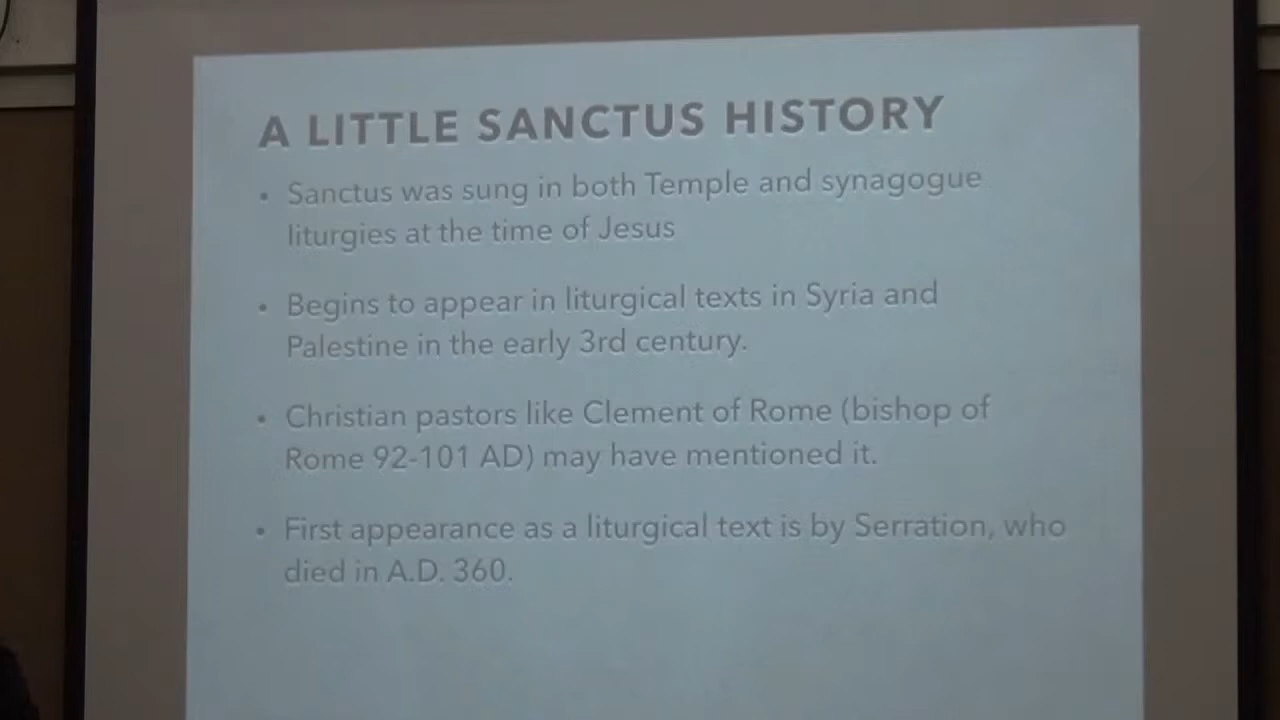 A LITTLE SANCTUS HISTORY
• Sanctus was sung in both Temple and synagogue
liturgies at the time of Jesus
• Begins to appear in liturgical texts in Syria and
Palestine in the early 3rd century.
• Christian pastors like Clement of Rome (bishop of
Rome 92-101 AD) may have mentioned it.
• First appearance as a liturgical text is by Serration, who
died in A.D. 360.